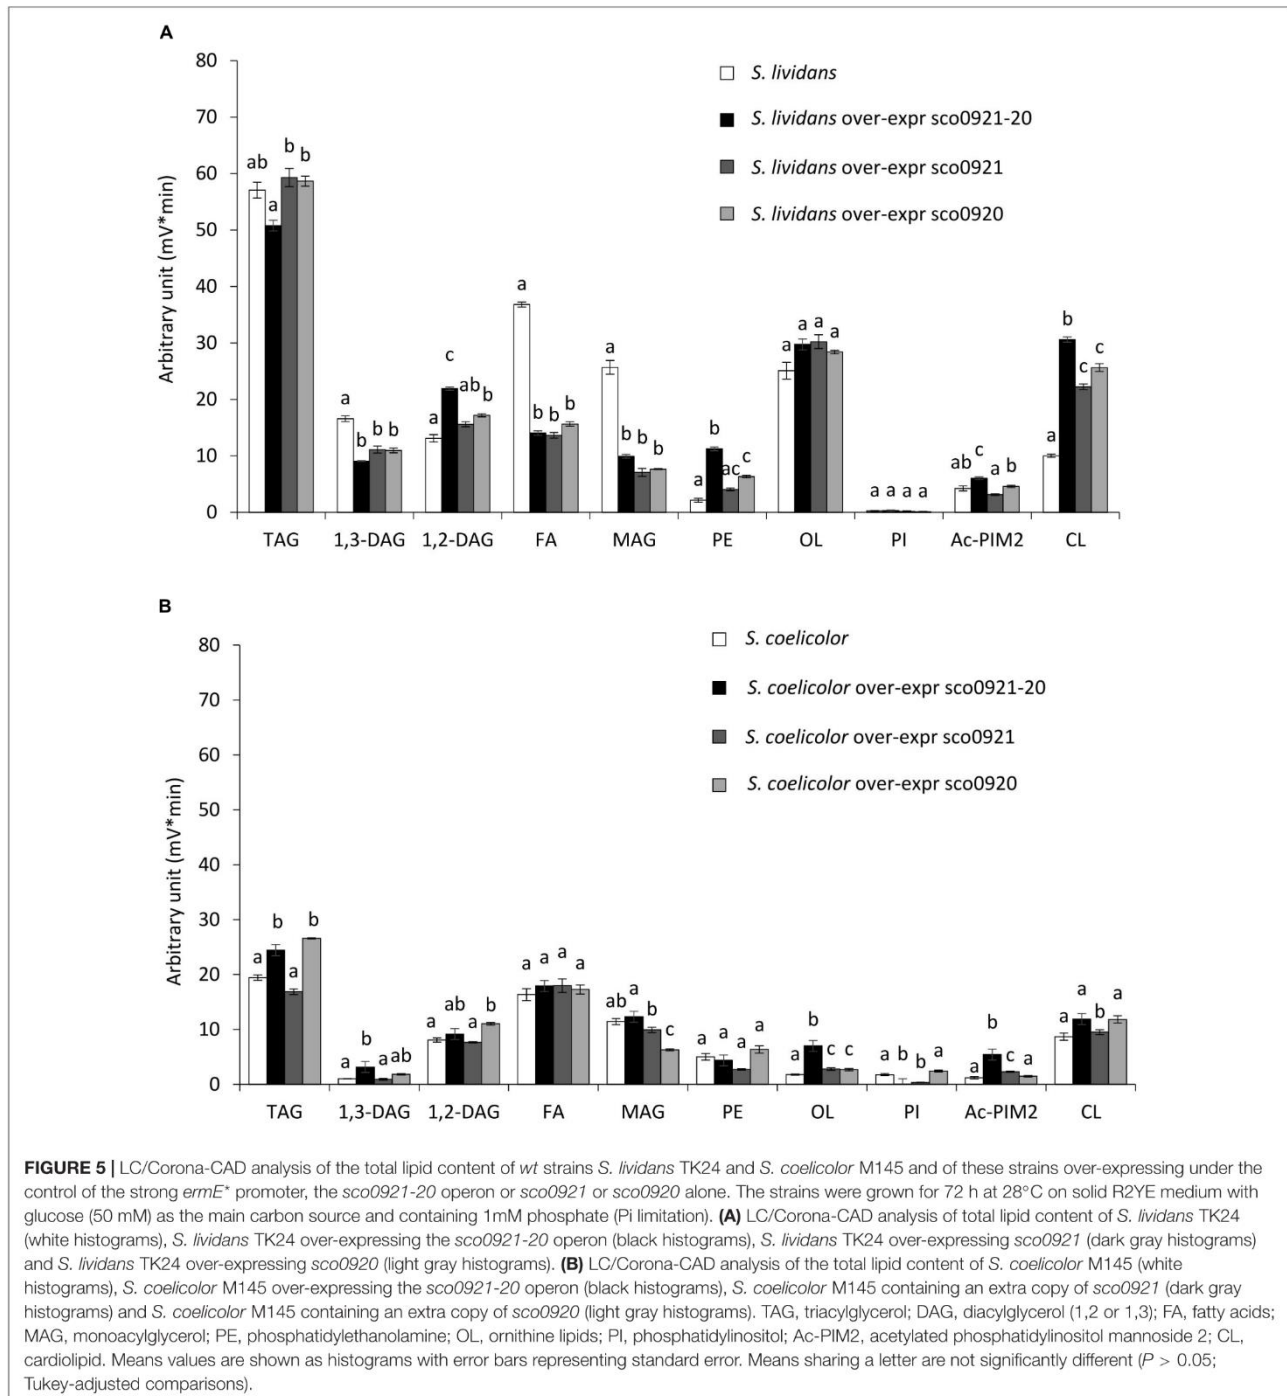 A
80
70
60
50
40
30
20
10
0
Arbitrary unit (mV*min)
S. lividans
S. lividans over-expr sco0921-20
S. lividans over-expr sco0921
S. lividans over-expr sco0920
ab a b b
a b b b
a c ab b
a b b b
a b b b
a b ac c
a a a a
a a a a
ab c a b
a b c c
TAG 1,3-DAG 1,2-DAG FA MAG PE OL PI Ac-PIM2 CL
B
80
70
60
50
40
30
20
10
0
Arbitrary unit (mV*min)
S. coelicolor
S. coelicolor over-expr sco0921-20
S. coelicolor over-expr sco0921
S. coelicolor over-expr sco0920
a b a b
a b a ab
a ab a b
a a a a
ab a b c
a a a a
a b c c
a b b a
a b c a
a a b a
TAG 1,3-DAG 1,2-DAG FA MAG PE OL PI Ac-PIM2 CL
FIGURE 5 | LC/Corona-CAD analysis of the total lipid content of wt strains S. lividans TK24 and S. coelicolor M145 and of these strains over-expressing under the
control of the strong ermE* promoter, the sco0921-20 operon or sco0921 or sco0920 alone. The strains were grown for 72 h at 28°C on solid R2YE medium with
glucose (50 mM) as the main carbon source and containing 1mM phosphate (Pi limitation). (A) LC/Corona-CAD analysis of total lipid content of S. lividans TK24
(white histograms), S. lividans TK24 over-expressing the sco0921-20 operon (black histograms), S. lividans TK24 over-expressing sco0921 (dark gray histograms)
and S. lividans TK24 over-expressing sco0920 (light gray histograms). (B) LC/Corona-CAD analysis of the total lipid content of S. coelicolor M145 (white
histograms), S. coelicolor M145 over-expressing the sco0921-20 operon (black histograms), S. coelicolor M145 containing an extra copy of sco0921 (dark gray
histograms) and S. coelicolor M145 containing an extra copy of sco0920 (light gray histograms). TAG, triacylglycerol; DAG, diacylglycerol (1,2 or 1,3); FA, fatty acids;
MAG, monoacylglycerol; PE, phosphatidylethanolamine; OL, ornithine lipids; PI, phosphatidylinositol; Ac-PIM2, acetylated phosphatidylinositol mannoside 2; CL,
cardiolipid. Means values are shown as histograms with error bars representing standard error. Means sharing a letter are not significantly different (P > 0.05;
Tukey-adjusted comparisons).